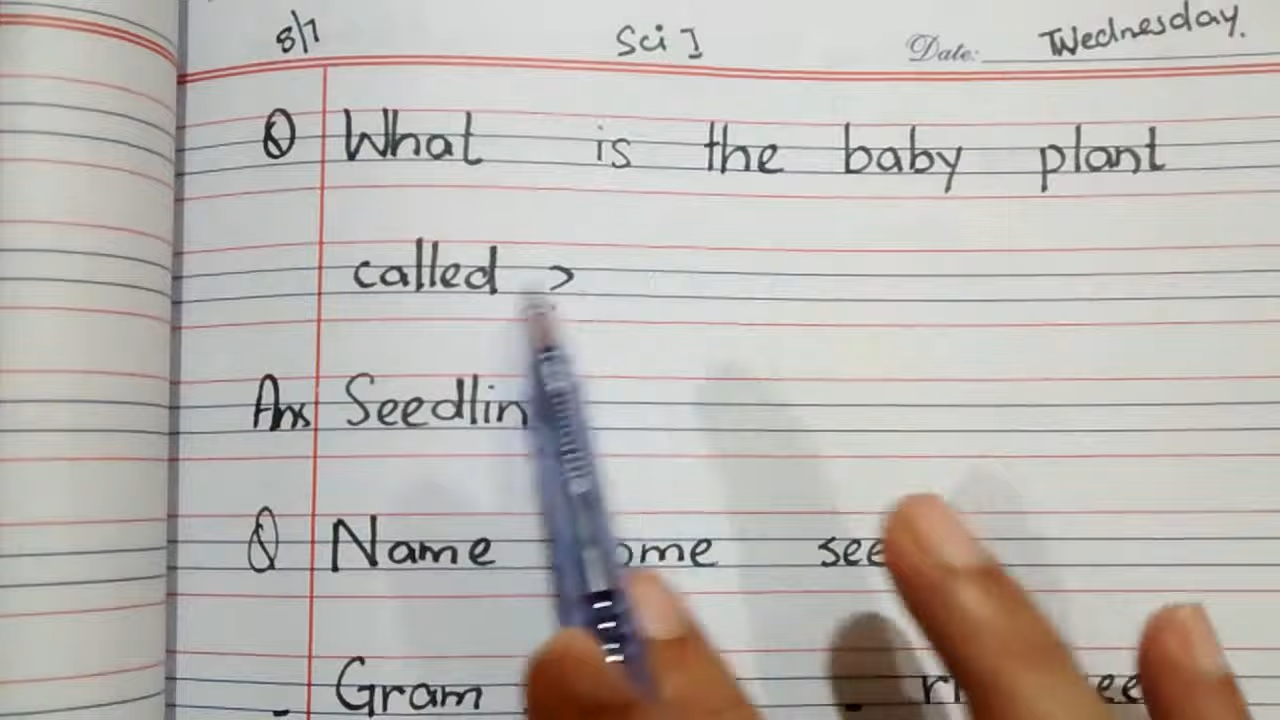 8/7 Sci I Date: Wednesday.
Q What is the baby plant
called >
Ans Seedlin
Q Name ome see
Gram